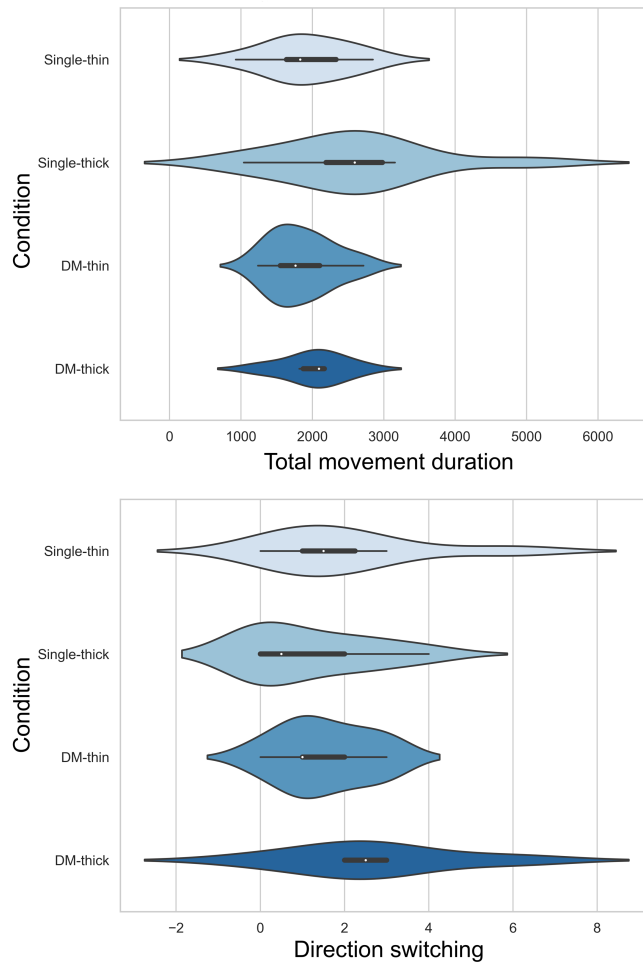 Single-thin
Single-thick
DM-thin
DM-thick
Condition
0 1000 2000 3000 4000 5000 6000
Total movement duration
Single-thin
Single-thick
DM-thin
DM-thick
Condition
−2 0 2 4 6 8
Direction switching